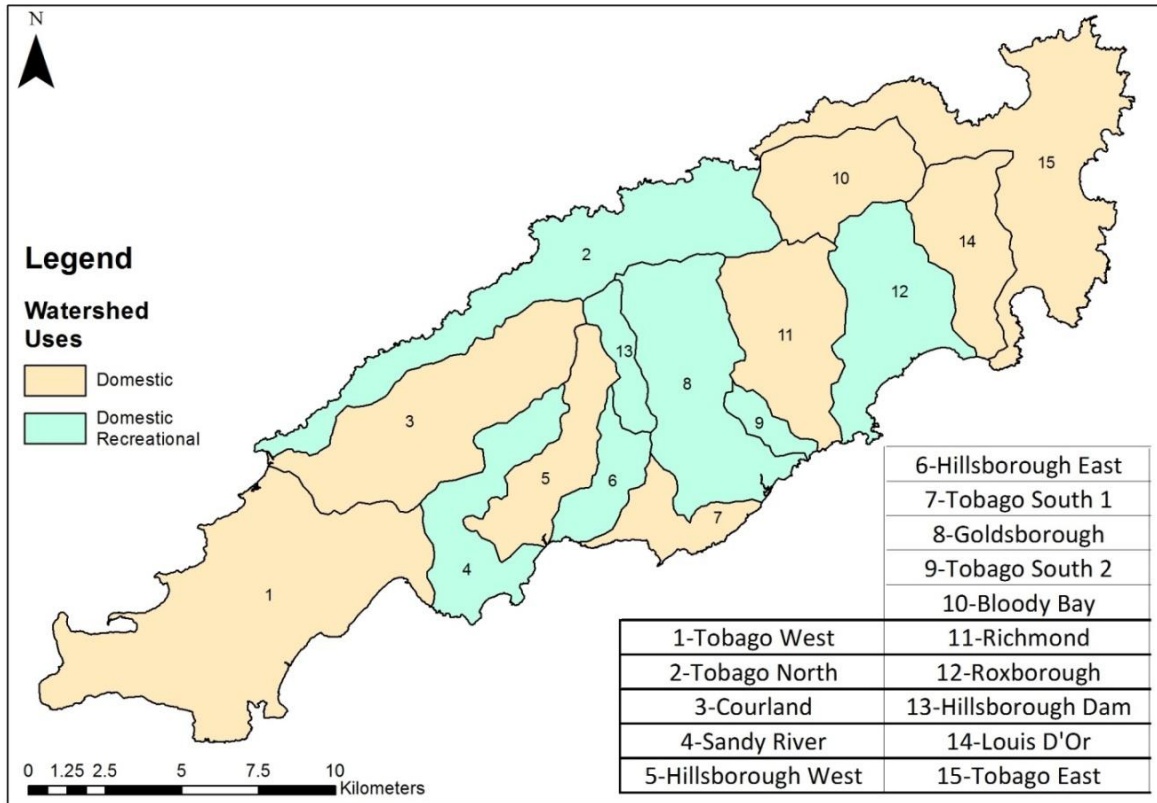 N
Legend
Watershed
Uses
Domestic
Domestic
Recreational
1
2
3
4
5
6
7
8
9
10
11
12
13
14
15
0 1.25 2.5 5 7.5 10
Kilometers
6-Hillsborough East
7-Tobago South 1
8-Goldsborough
9-Tobago South 2
10-Bloody Bay
1-Tobago West 11-Richmond
2-Tobago North 12-Roxborough
3-Courland 13-Hillsborough Dam
4-Sandy River 14-Louis D'Or
5-Hillsborough West 15-Tobago East